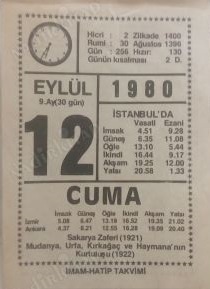 Hicri : 2 Zilkade 1400
Rumi : 30 Ağustos 1396
Gün : 256 Hızır: 130
Günün kısalması : 2 D.
EYLÜL
9.Ay(30 gün)
1980
12
İSTANBUL'DA
Vasati Ezani
İmsak 4.51 9.28
Güneş 6.35 11.08
Öğle 13.10 5.44
İkindi 16.44 9.17
Akşam 19.25 12.00
Yatsı 20.58 1.33
CUMA
İmsak Güneş Öğle İkindi Akşam Yatsı
İzmir 5.08 6.47 13.19 16.52 19.35 21.02
Ankara 4.37 6.21 12.55 16.28 19.09 20.40
Sakarya Zaferi (1921)
Mudanya, Urfa, Kırkağaç ve Haymana'nın
Kurtuluşu (1922)
İMAM-HATİP TAKVİMİ